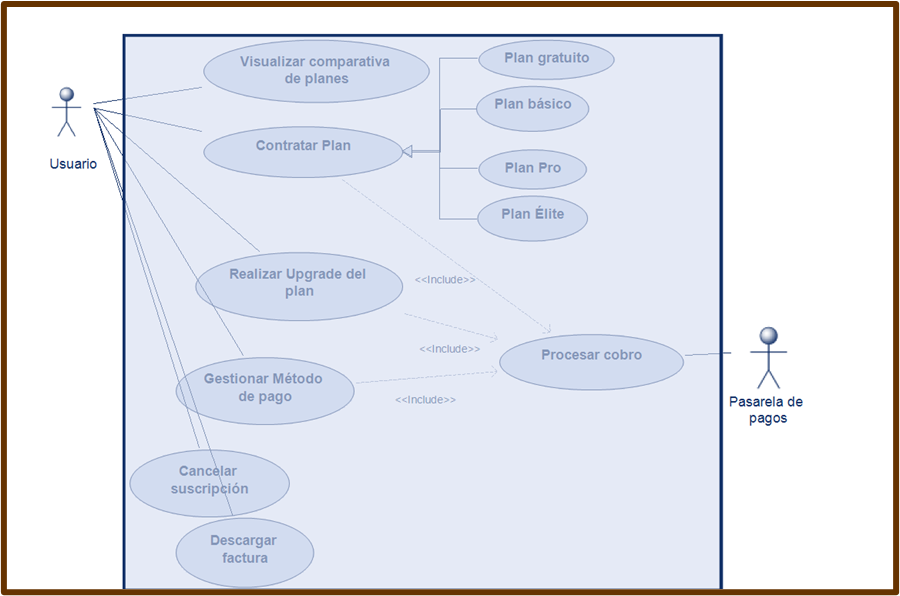 Visualizar comparativa
de planes
Plan gratuito
Plan básico
Usuario
Contratar Plan
Plan Pro
Plan Élite
Realizar Upgrade del
plan
<<Include>>
<<Include>>
Procesar cobro
Gestionar Método
de pago
<<Include>>
Pasarela de
pagos
Cancelar
suscripción
Descargar
factura